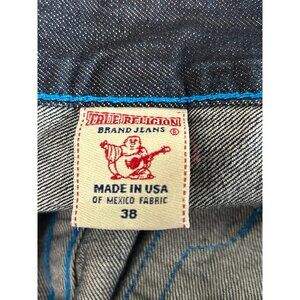 TRUE RELIGION
BRAND JEANS ®
MADE IN USA
OF MEXICO FABRIC
38